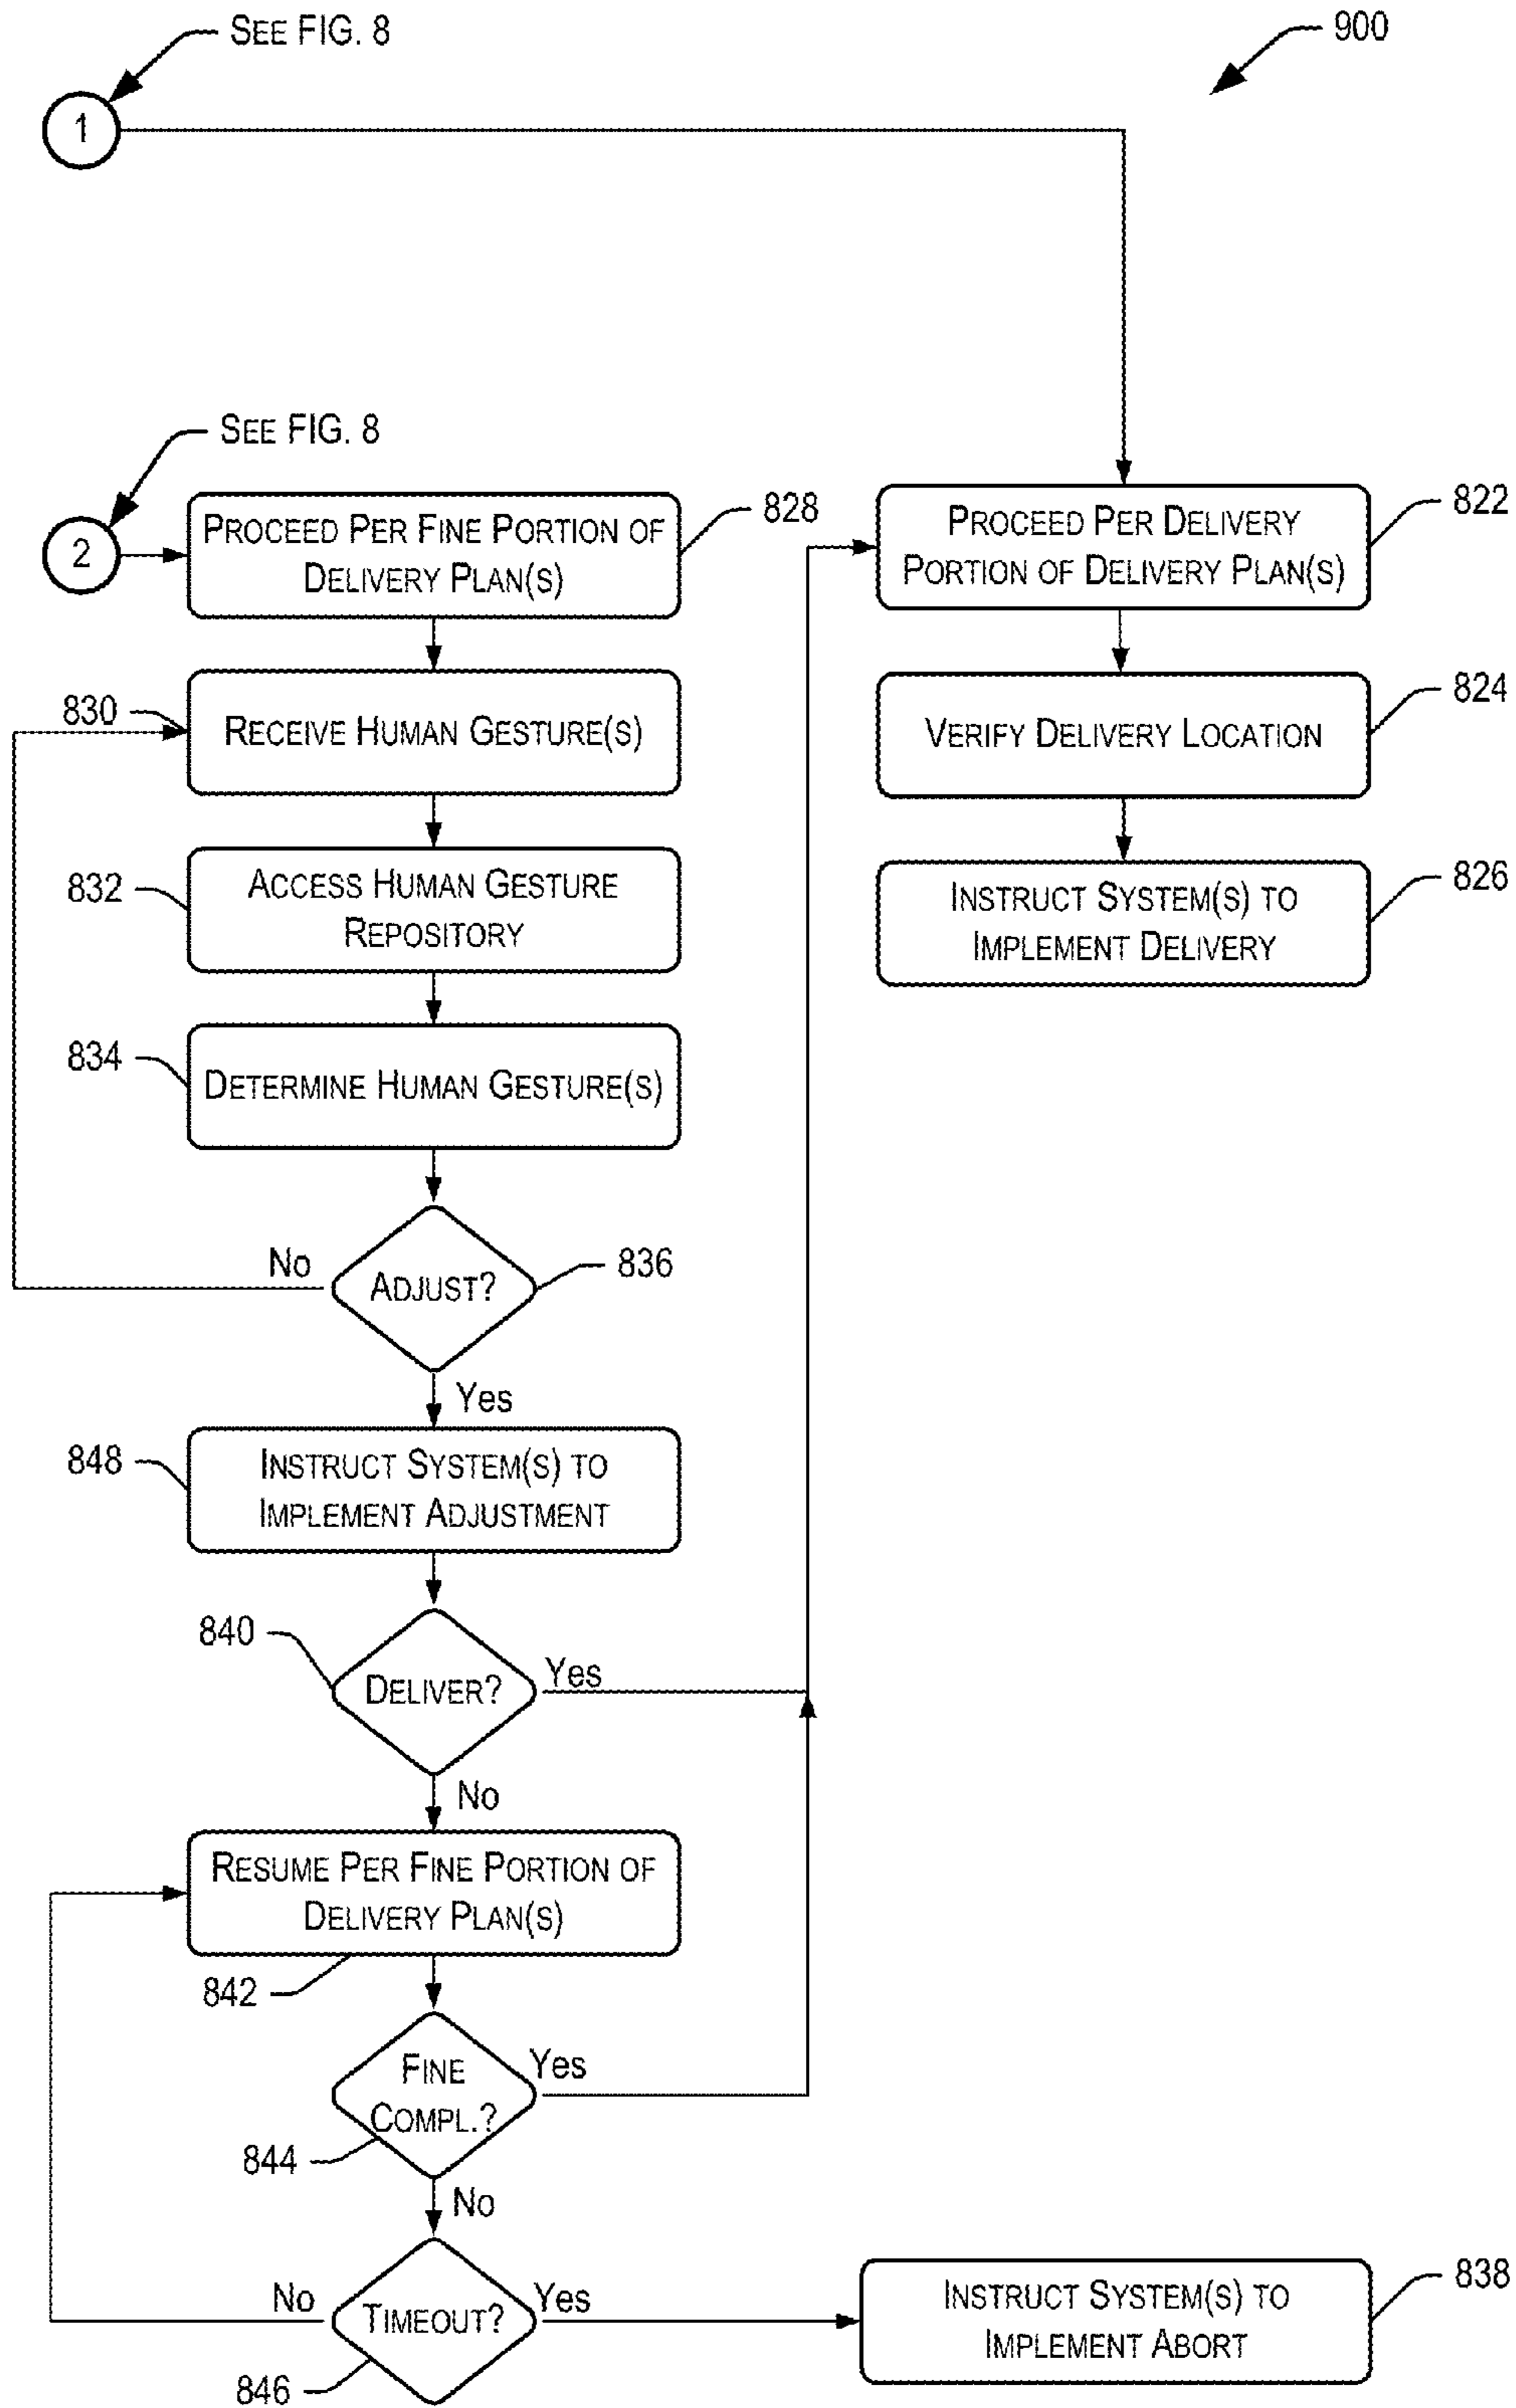 SEE FIG. 8
900
1
SEE FIG. 8
2
PROCEED PER FINE PORTION OF
DELIVERY PLAN(S)
828
PROCEED PER DELIVERY
PORTION OF DELIVERY PLAN(S)
822
830
RECEIVE HUMAN GESTURE(S)
VERIFY DELIVERY LOCATION
824
832
ACCESS HUMAN GESTURE
REPOSITORY
INSTRUCT SYSTEM(S) TO
IMPLEMENT DELIVERY
826
834
DETERMINE HUMAN GESTURE(S)
No
ADJUST?
836
Yes
848
INSTRUCT SYSTEM(S) TO
IMPLEMENT ADJUSTMENT
840
DELIVER?
Yes
No
RESUME PER FINE PORTION OF
DELIVERY PLAN(S)
842
FINE
COMPL.?
Yes
844
No
No
TIMEOUT?
Yes
846
INSTRUCT SYSTEM(S) TO
IMPLEMENT ABORT
838